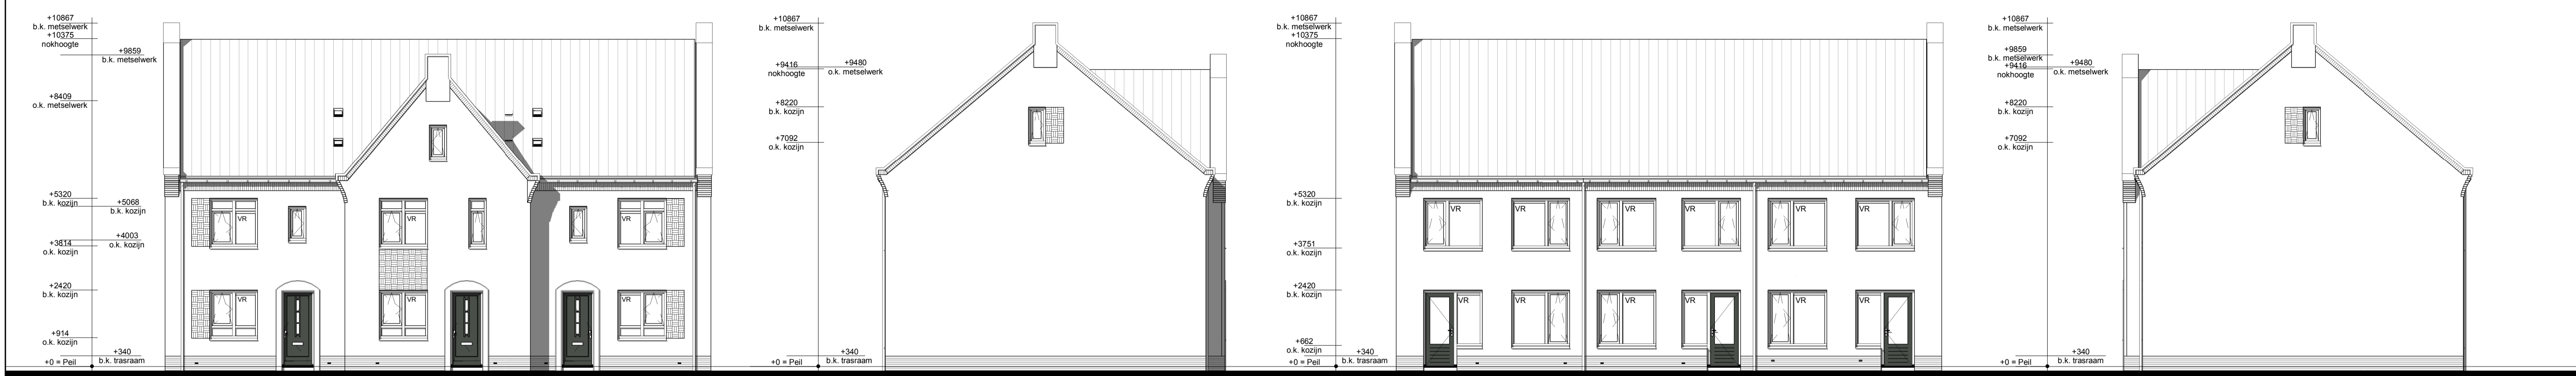 +10867
b.k. metselwerk
+10375
nokhoogte
+9859
b.k. metselwerk
+8409
o.k. metselwerk
+5320
b.k. kozijn
+5068
b.k. kozijn
+4003
o.k. kozijn
+3814
o.k. kozijn
+2420
b.k. kozijn
+914
o.k. kozijn
+340
b.k. trasraam
+0 = Peil
VR
VR
VR
VR
VR
VR
+10867
b.k. metselwerk
+9480
o.k. metselwerk
+9416
nokhoogte
+8220
b.k. kozijn
+7092
o.k. kozijn
+340
b.k. trasraam
+0 = Peil
+10867
b.k. metselwerk
+10375
nokhoogte
+5320
b.k. kozijn
+3751
o.k. kozijn
+2420
b.k. kozijn
+662
o.k. kozijn
+340
b.k. trasraam
+0 = Peil
VR
VR
VR
VR
VR
VR
VR
VR
VR
VR
VR
VR
+10867
b.k. metselwerk
+9859
b.k. metselwerk
+9480
o.k. metselwerk
+9416
nokhoogte
+8220
b.k. kozijn
+7092
o.k. kozijn
+340
b.k. trasraam
+0 = Peil